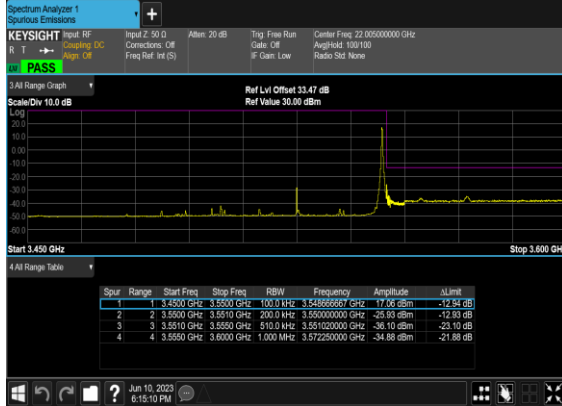 Spectrum Analyzer 1
Spurious Emissions
KEYSIGHT Input: RF Input Z: 50 Ω Atten: 20 dB Trig: Free Run Center Freq: 22.005000000 GHz
R T Coupling: DC Corrections: Off Gate: Off Avg|Hold: 100/100
Align: Off Freq Ref: Int (S) IF Gain: Low Radio Std: None
PASS
3 All Range Graph
Ref Lvl Offset 33.47 dB
Scale/Div 10.0 dB Ref Value 30.00 dBm
Log
20.0
10.0
0.00
-10.0
-20.0
-30.0
-40.0
-50.0
-60.0
Start 3.450 GHz Stop 3.600 GH
4 All Range Table
Spur Range Start Freq Stop Freq RBW Frequency Amplitude ΔLimit
1 1 3.4500 GHz 3.5500 GHz 100.0 kHz 3.548666667 GHz 17.06 dBm -12.94 dB
2 2 3.5500 GHz 3.5510 GHz 200.0 kHz 3.550000000 GHz -25.93 dBm -12.93 dB
3 3 3.5510 GHz 3.5550 GHz 510.0 kHz 3.551020000 GHz -36.10 dBm -23.10 dB
4 4 3.5550 GHz 3.6000 GHz 1.000 MHz 3.572250000 GHz -34.88 dBm -21.88 dB
? Jun 10, 2023
6:15:10 PM